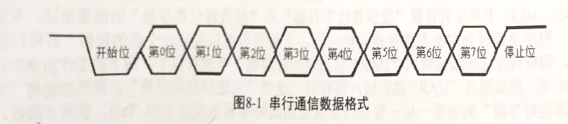 开始位 第0位 第1位 第2位 第3位 第4位 第5位 第6位 第7位 停止位
图8-1 串行通信数据格式